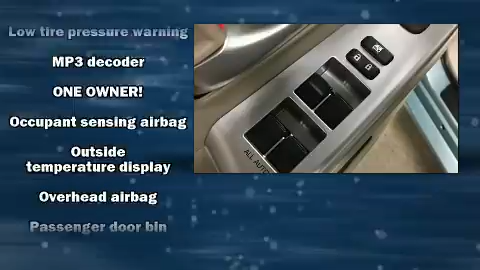 Low tire pressure warning
MP3 decoder
ONE OWNER!
Occupant sensing airbag
Outside
temperature display
Overhead airbag
Passenger door bin
ALL AUTO